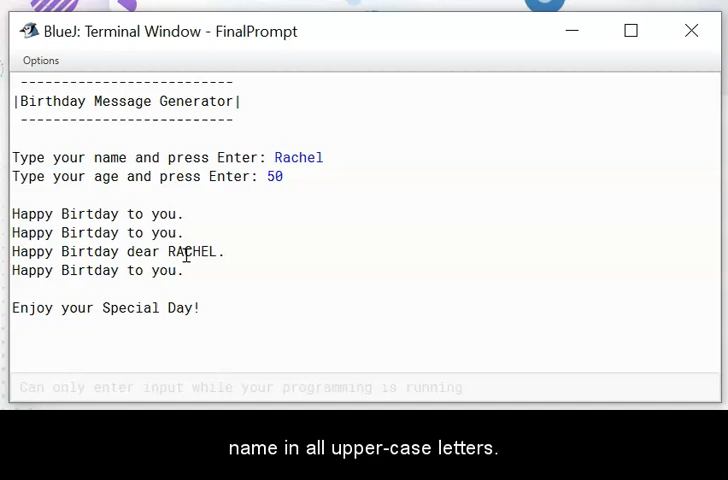 BlueJ: Terminal Window - FinalPrompt
Options
--------------------------
|Birthday Message Generator|
--------------------------
Type your name and press Enter: Rachel
Type your age and press Enter: 50
Happy Birtday to you.
Happy Birtday to you.
Happy Birtday dear RACHEL.
Happy Birtday to you.
Enjoy your Special Day!
Can only enter input while your programming is running
name in all upper-case letters.